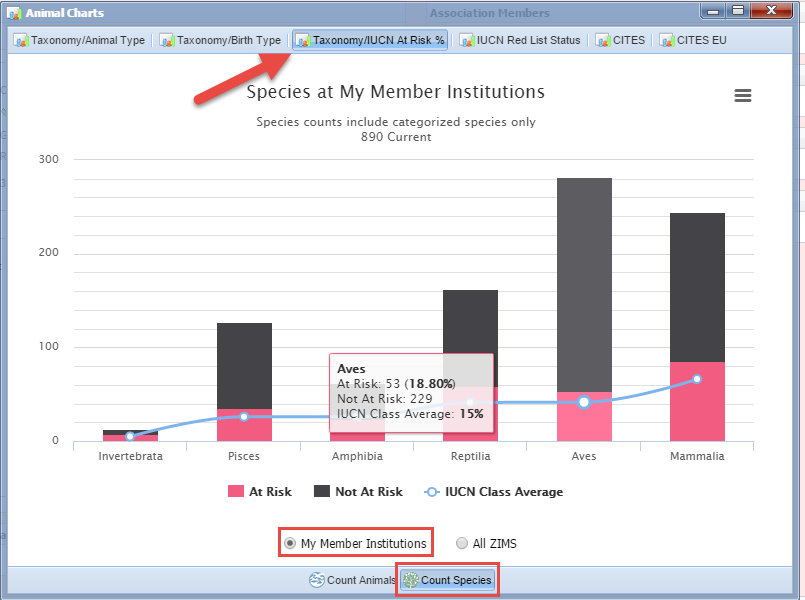 Animal Charts
Association Members
Taxonomy/Animal Type Taxonomy/Birth Type Taxonomy/IUCN At Risk % IUCN Red List Status CITES CITES EU
Species at My Member Institutions
Species counts include categorized species only
890 Current
300
200
100
0
Aves
At Risk: 53 (18.80%)
Not At Risk: 229
IUCN Class Average: 15%
Invertebrata Pisces Amphibia Reptilia Aves Mammalia
At Risk Not At Risk IUCN Class Average
My Member Institutions All ZIMS
Count Animals Count Species